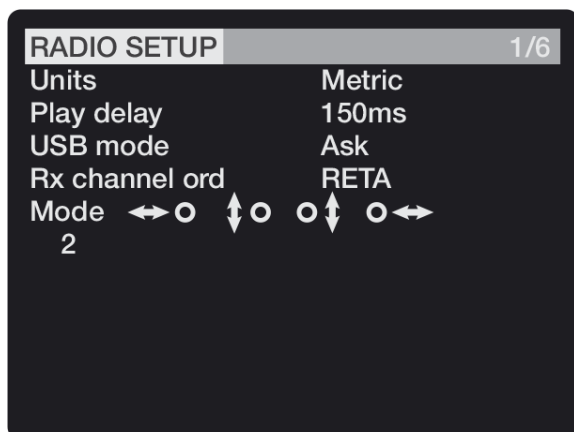 RADIO SETUP 1/6
Units Metric
Play delay 150ms
USB mode Ask
Rx channel ord RETA
Mode
2